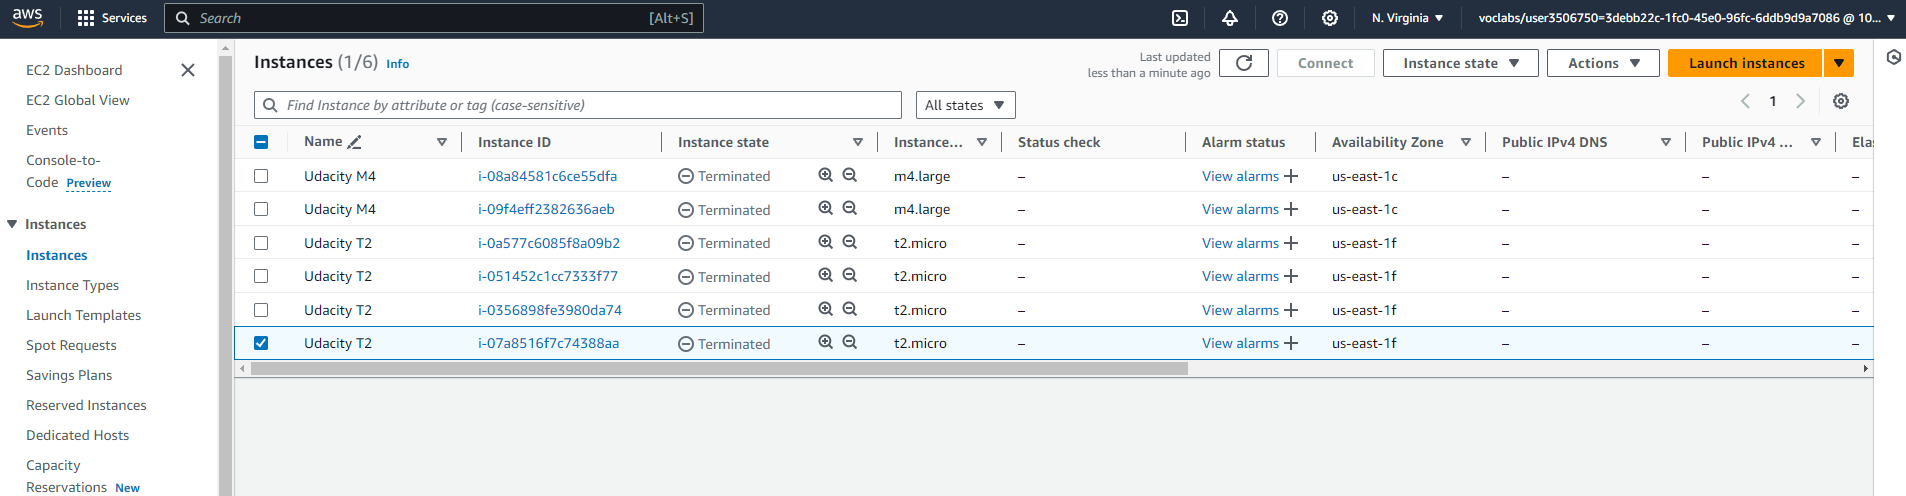 aws Services Search [Alt+S] N. Virginia voclabs/user3506750=3debb22c-1fc0-45e0-96fc-6ddb9d9a7086 @ 10...
EC2 Dashboard
EC2 Global View
Events
Console-to-
Code Preview
Instances
Instances
Instance Types
Launch Templates
Spot Requests
Savings Plans
Reserved Instances
Dedicated Hosts
Capacity
Reservations New
Instances (1/6) Info
Last updated
less than a minute ago
Connect Instance state Actions Launch instances
Find Instance by attribute or tag (case-sensitive) All states 1
Name Instance ID Instance state Instance... Status check Alarm status Availability Zone Public IPv4 DNS Public IPv4 ... Elas
Udacity M4 i-08a84581c6ce55dfa Terminated m4.large – View alarms + us-east-1c – – –
Udacity M4 i-09f4eff2382636aeb Terminated m4.large – View alarms + us-east-1c – – –
Udacity T2 i-0a577c6085f8a09b2 Terminated t2.micro – View alarms + us-east-1f – – –
Udacity T2 i-051452c1cc7333f77 Terminated t2.micro – View alarms + us-east-1f – – –
Udacity T2 i-0356898fe3980da74 Terminated t2.micro – View alarms + us-east-1f – – –
Udacity T2 i-07a8516f7c74388aa Terminated t2.micro – View alarms + us-east-1f – – –